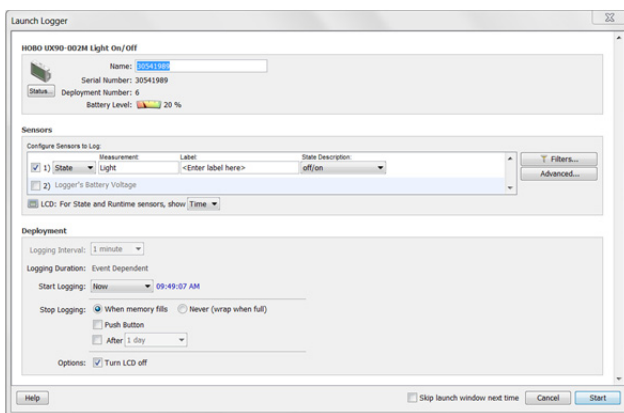 Launch Logger
HOBO UX90-002M Light On/Off
Name: 30541989
Serial Number: 30541989
Status... Deployment Number: 6
Battery Level: 20 %
Sensors
Configure Sensors to Log:
Measurement: Label: State Description:
1) State Light <Enter label here> off/on
Filters...
Advanced...
2) Logger's Battery Voltage
LCD: For State and Runtime sensors, show Time
Deployment
Logging Interval: 1 minute
Logging Duration: Event Dependent
Start Logging: Now 09:49:07 AM
Stop Logging: When memory fills Never (wrap when full)
Push Button
After 1 day
Options: Turn LCD off
Help Skip launch window next time Cancel Start